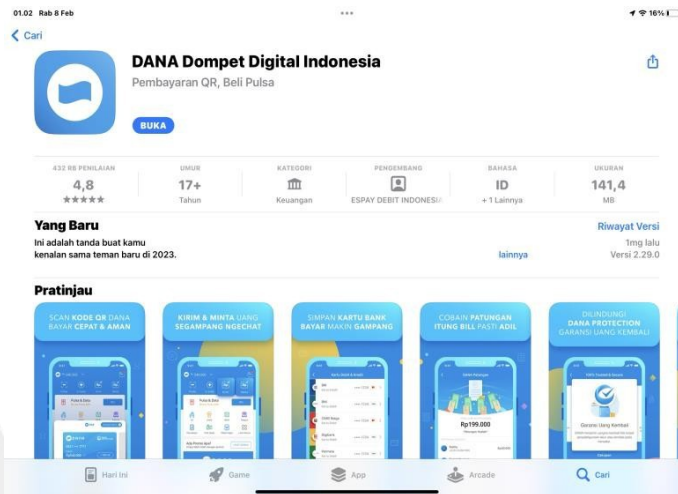 01.02 Rab 8 Feb
16%
Cari
DANA Dompet Digital Indonesia
Pembayaran QR, Beli Pulsa
BUKA
432 RB PENILAIAN
4,8
UMUR
17+
Tahun
KATEGORI
Keuangan
PENGEMBANG
ESPAY DEBIT INDONESIA
BAHASA
ID
+ 1 Lainnya
UKURAN
141,4
MB
Yang Baru
Riwayat Versi
Ini adalah tanda buat kamu
1mg lalu
kenalan sama teman baru di 2023.
lainnya
Versi 2.29.0
Pratinjau
SCAN KODE QR DANA
BAYAR CEPAT & AMAN
KIRIM & MINTA UANG
SEGAMPANG NGECHAT
SIMPAN KARTU BANK
BAYAR MAKIN GAMPANG
COBAIN PATUNGAN
ITUNG BILL PASTI ADIL
DILINDUNGI
DANA PROTECTION
GARANSI UANG KEMBALI
Pulsa & Data
Pulsa & Data
Rp199.000
Garansi Uang Kembali
Hari Ini
Game
App
Arcade
Cari